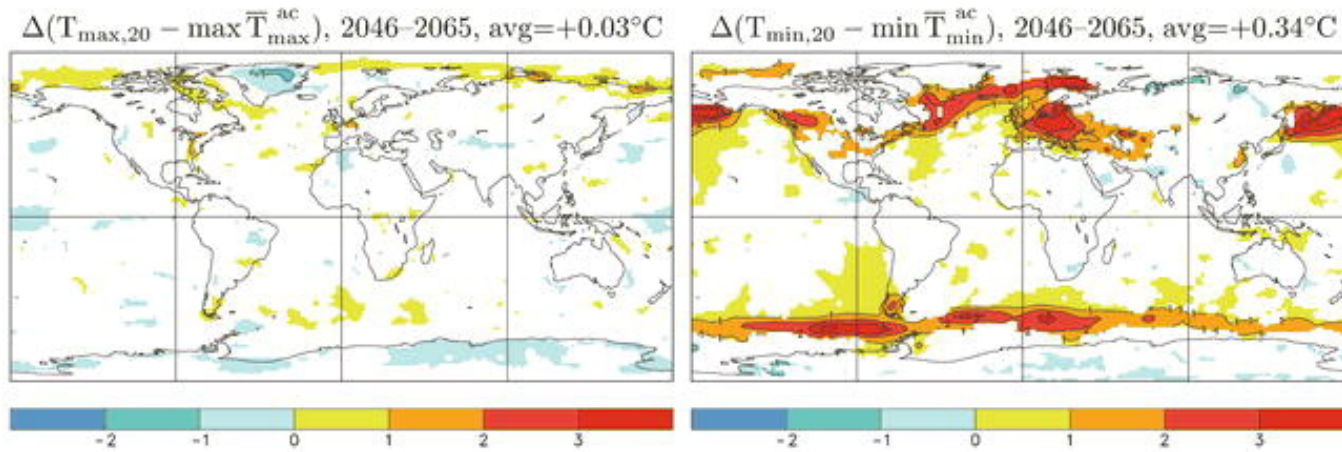 Δ(T_max,20 − max T̅_max^ac), 2046–2065, avg=+0.03°C
Δ(T_min,20 − min T̅_min^ac), 2046–2065, avg=+0.34°C
-2 -1 0 1 2 3
-2 -1 0 1 2 3